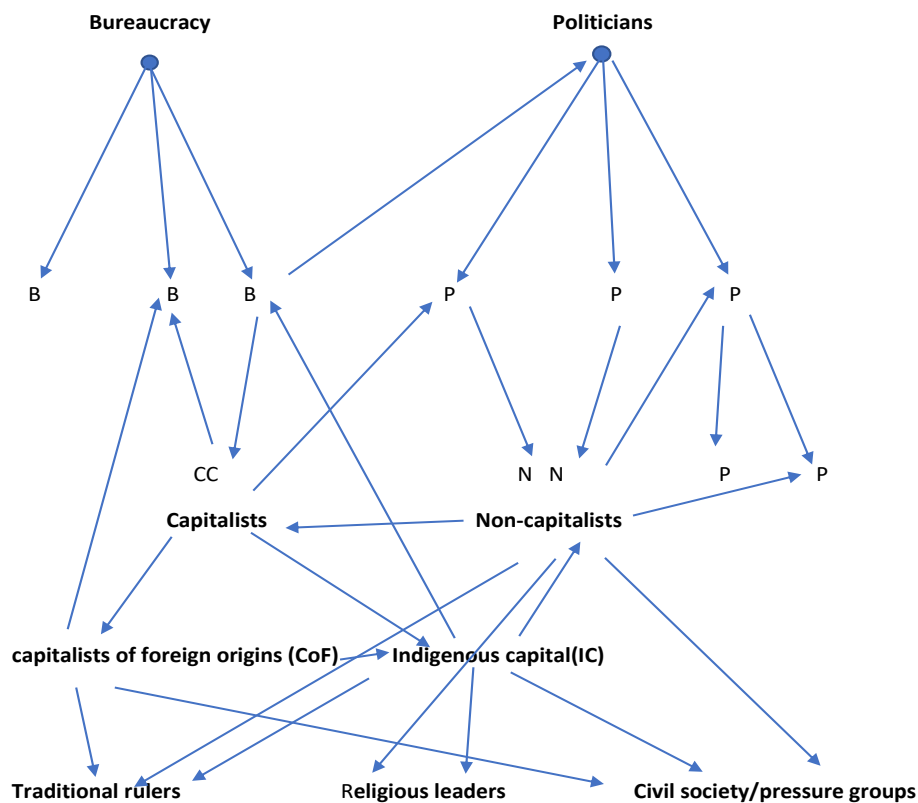 Bureaucracy Politicians
B B B P P P
CC N N P P
Capitalists Non-capitalists
capitalists of foreign origins (CoF) Indigenous capital(IC)
Traditional rulers Religious leaders Civil society/pressure groups